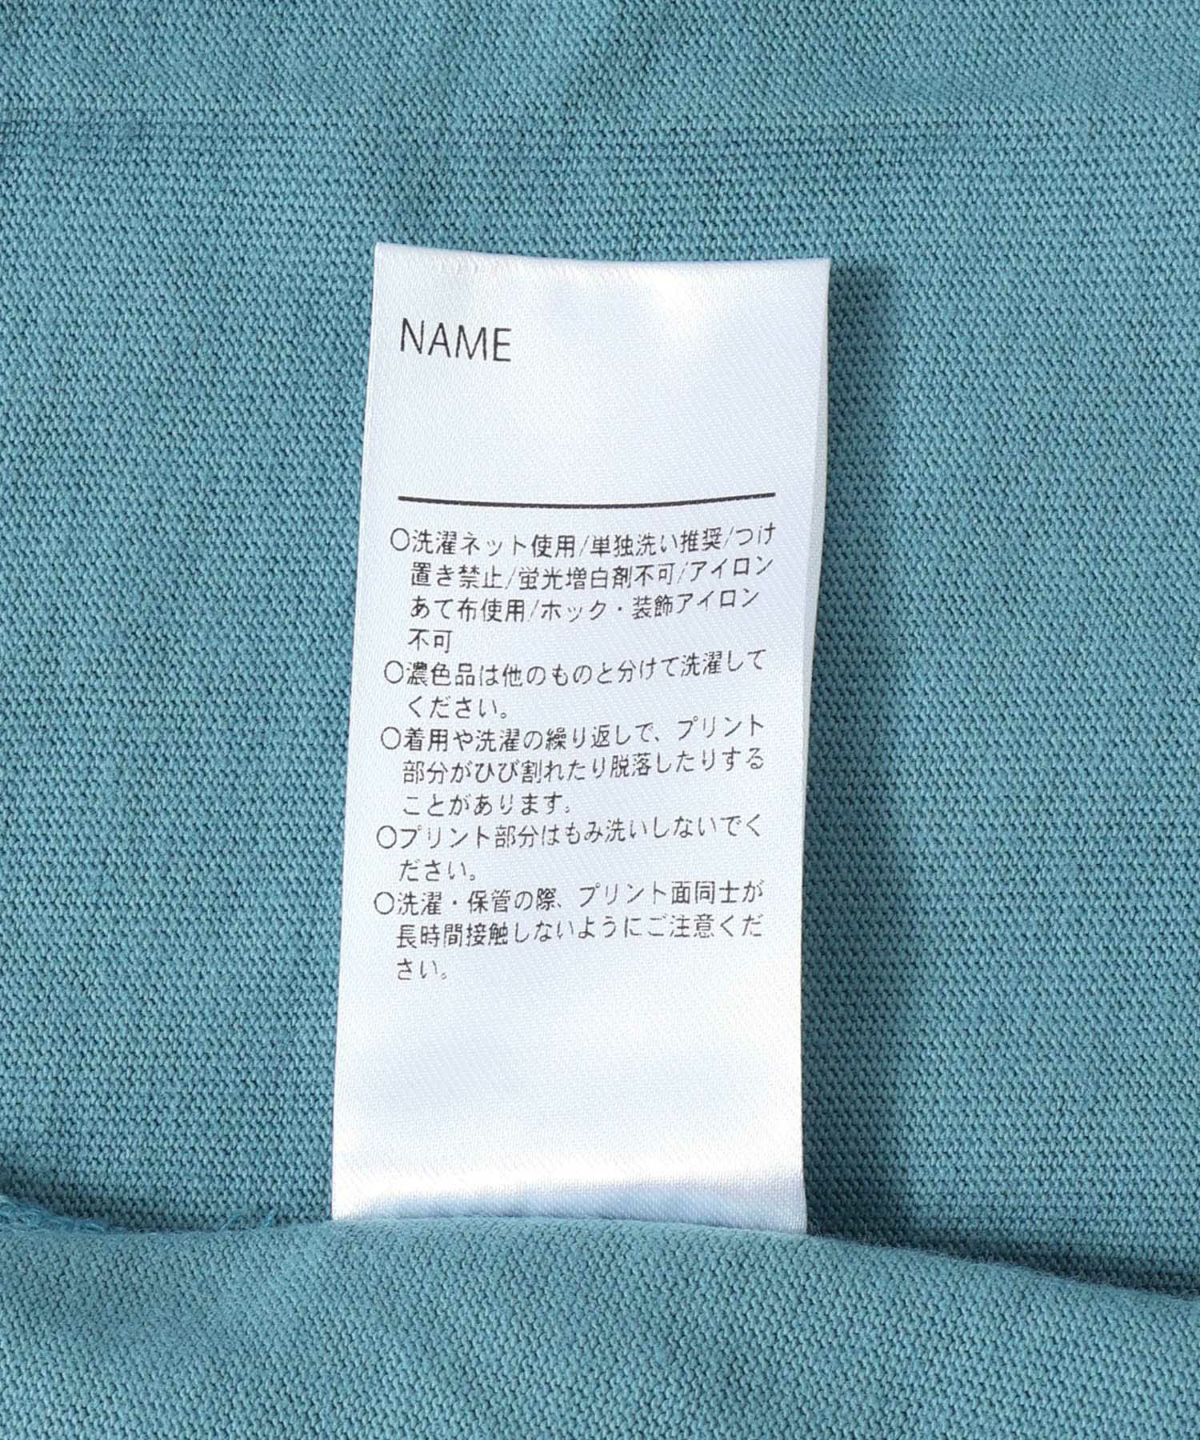 NAME
〇洗濯ネット使用/単独洗い推奨/つけ
置き禁止/蛍光増白剤不可/アイロン
あて布使用/ホック・装飾アイロン
不可
〇濃色品は他のものと分けて洗濯して
ください。
〇着用や洗濯の繰り返しで、プリント
部分がひび割れたり脱落したりする
ことがあります。
〇プリント部分はもみ洗いしないでく
ださい。
〇洗濯・保管の際、プリント面同士が
長時間接触しないようにご注意くだ
さい。